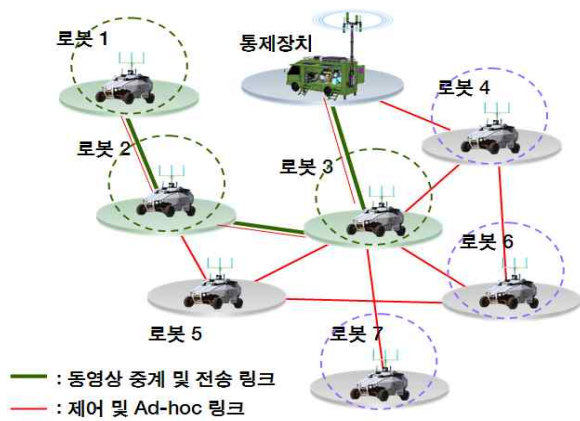 로봇 1
통제장치
로봇 4
로봇 2
로봇 3
로봇 6
로봇 5
로봇 7
: 동영상 중계 및 전송 링크
: 제어 및 Ad-hoc 링크